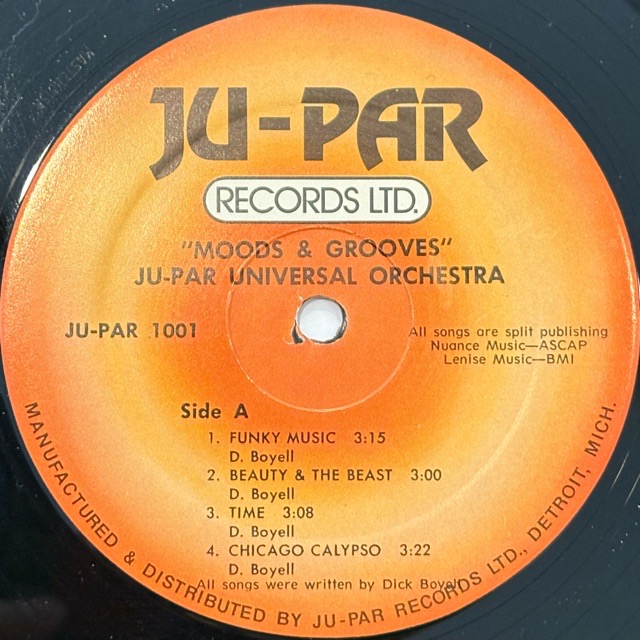 JU-PAR
RECORDS LTD.
"MOODS & GROOVES"
JU-PAR UNIVERSAL ORCHESTRA
JU-PAR 1001
All songs are split publishing
Nuance Music—ASCAP
Lenise Music—BMI
Side A
1. FUNKY MUSIC 3:15
D. Boyell
2. BEAUTY & THE BEAST 3:00
D. Boyell
3. TIME 3:08
D. Boyell
4. CHICAGO CALYPSO 3:22
D. Boyell
All songs were written by Dick Boyell
MANUFACTURED & DISTRIBUTED BY JU-PAR RECORDS LTD., DETROIT, MICH.